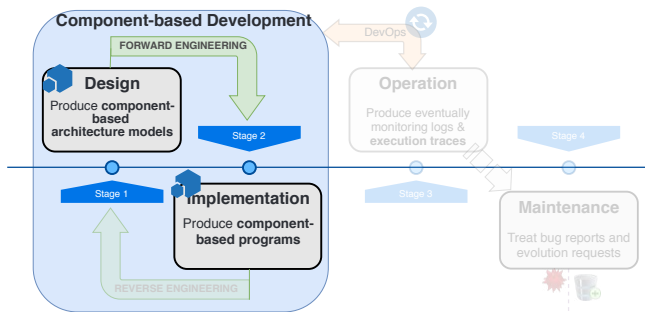 Component-based Development
FORWARD ENGINEERING
DevOps
Design
Produce component-
based
architecture models
Operation
Produce eventually
monitoring logs &
execution traces
Stage 2
Stage 4
Stage 1
Stage 3
Implementation
Produce component-
based programs
Maintenance
Treat bug reports and
evolution requests
REVERSE ENGINEERING